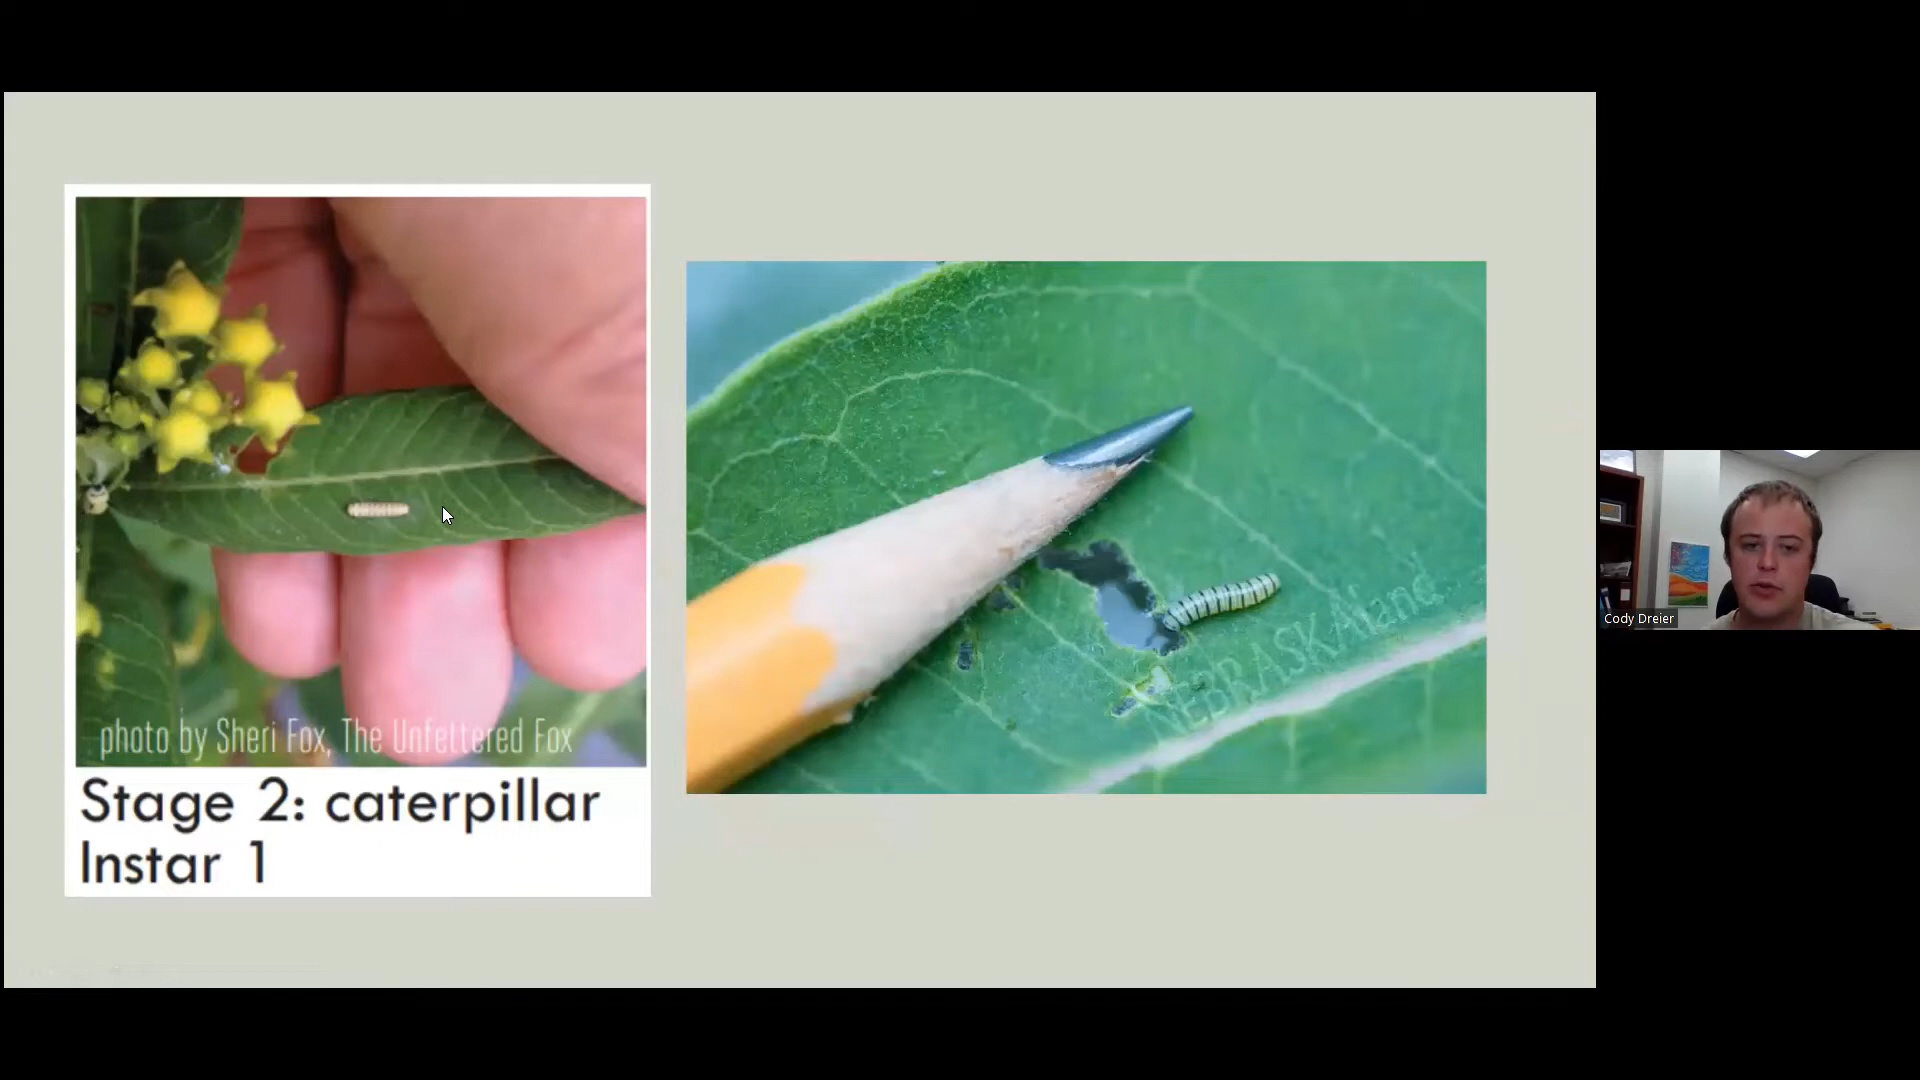 photo by Sheri Fox, The Unfettered Fox
Stage 2: caterpillar
Instar 1
NEBRASKAland
Cody Dreier